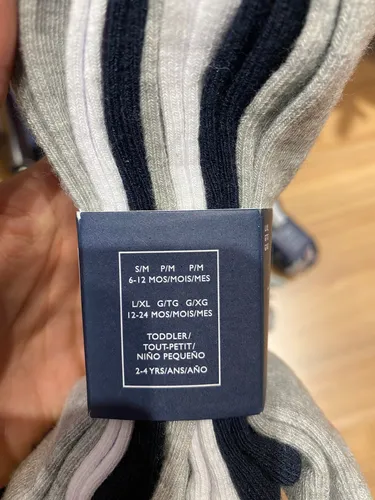 S/M P/M P/M
6-12 MOS/MOIS/MES
L/XL G/TG G/XG
12-24 MOS/MOIS/MES
TODDLER/
TOUT-PETIT/
NIÑO PEQUEÑO
2-4 YRS/ANS/AÑO